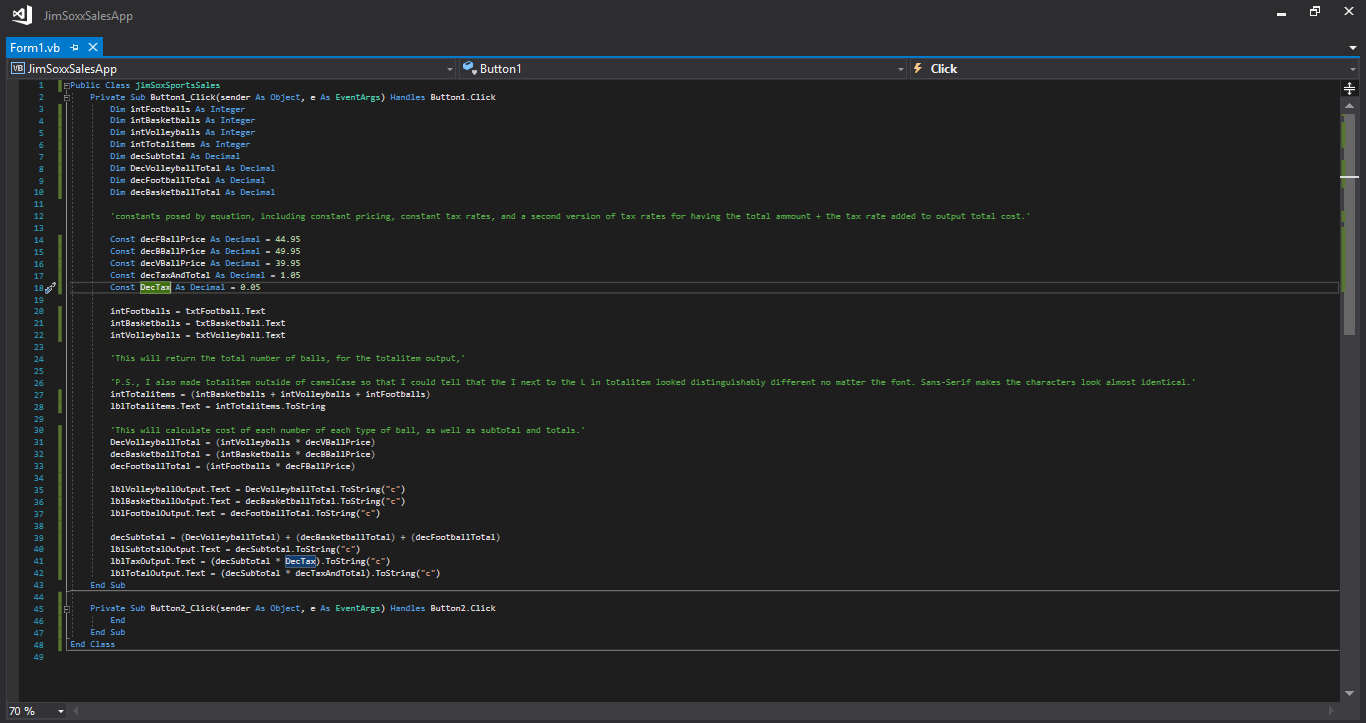 JimSoxxSalesApp
Form1.vb
VB JimSoxxSalesApp Button1 Click
1 Public Class jimSoxSportsSales
2 Private Sub Button1_Click(sender As Object, e As EventArgs) Handles Button1.Click
3 Dim intFootballs As Integer
4 Dim intBasketballs As Integer
5 Dim intVolleyballs As Integer
6 Dim intTotalitems As Integer
7 Dim decSubtotal As Decimal
8 Dim DecVolleyballTotal As Decimal
9 Dim decFootballTotal As Decimal
10 Dim decBasketballTotal As Decimal
11
12 'constants posed by equation, including constant pricing, constant tax rates, and a second version of tax rates for having the total ammount + the tax rate added to output total cost.'
13
14 Const decFBallPrice As Decimal = 44.95
15 Const decBBallPrice As Decimal = 49.95
16 Const decVBallPrice As Decimal = 39.95
17 Const decTaxAndTotal As Decimal = 1.05
18 Const DecTax As Decimal = 0.05
19
20 intFootballs = txtFootball.Text
21 intBasketballs = txtBasketball.Text
22 intVolleyballs = txtVolleyball.Text
23
24 'This will return the total number of balls, for the totalitem output,'
25
26 'P.S., I also made totalitem outside of camelCase so that I could tell that the I next to the L in totalitem looked distinguishably different no matter the font. Sans-Serif makes the characters look almost identical.'
27 intTotalitems = (intBasketballs + intVolleyballs + intFootballs)
28 lblTotalitems.Text = intTotalitems.ToString
29
30 'This will calculate cost of each number of each type of ball, as well as subtotal and totals.'
31 DecVolleyballTotal = (intVolleyballs * decVBallPrice)
32 decBasketballTotal = (intBasketballs * decBBallPrice)
33 decFootballTotal = (intFootballs * decFBallPrice)
34
35 lblVolleyballOutput.Text = DecVolleyballTotal.ToString("c")
36 lblBasketballOutput.Text = decBasketballTotal.ToString("c")
37 lblFootbalOutput.Text = decFootballTotal.ToString("c")
38
39 decSubtotal = (DecVolleyballTotal) + (decBasketballTotal) + (decFootballTotal)
40 lblSubtotalOutput.Text = decSubtotal.ToString("c")
41 lblTaxOutput.Text = (decSubtotal * DecTax).ToString("c")
42 lblTotalOutput.Text = (decSubtotal * decTaxAndTotal).ToString("c")
43 End Sub
44
45 Private Sub Button2_Click(sender As Object, e As EventArgs) Handles Button2.Click
46 End
47 End Sub
48 End Class
49
70 %